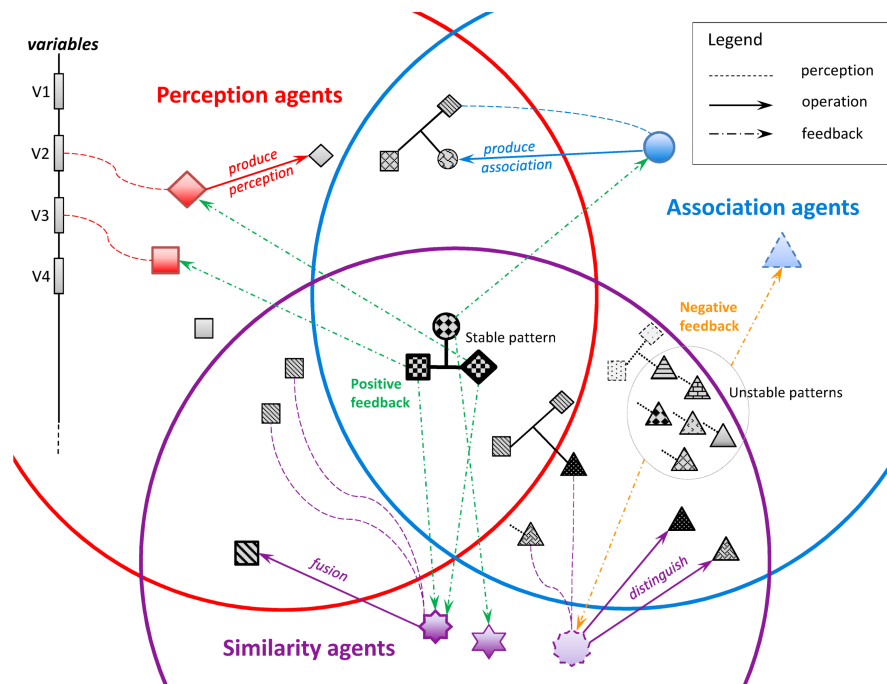 variables
V1
V2
V3
V4
Perception agents
produce
perception
produce
association
Legend
perception
operation
feedback
Association agents
Negative
feedback
Stable pattern
Positive
feedback
Unstable patterns
fusion
distinguish
Similarity agents